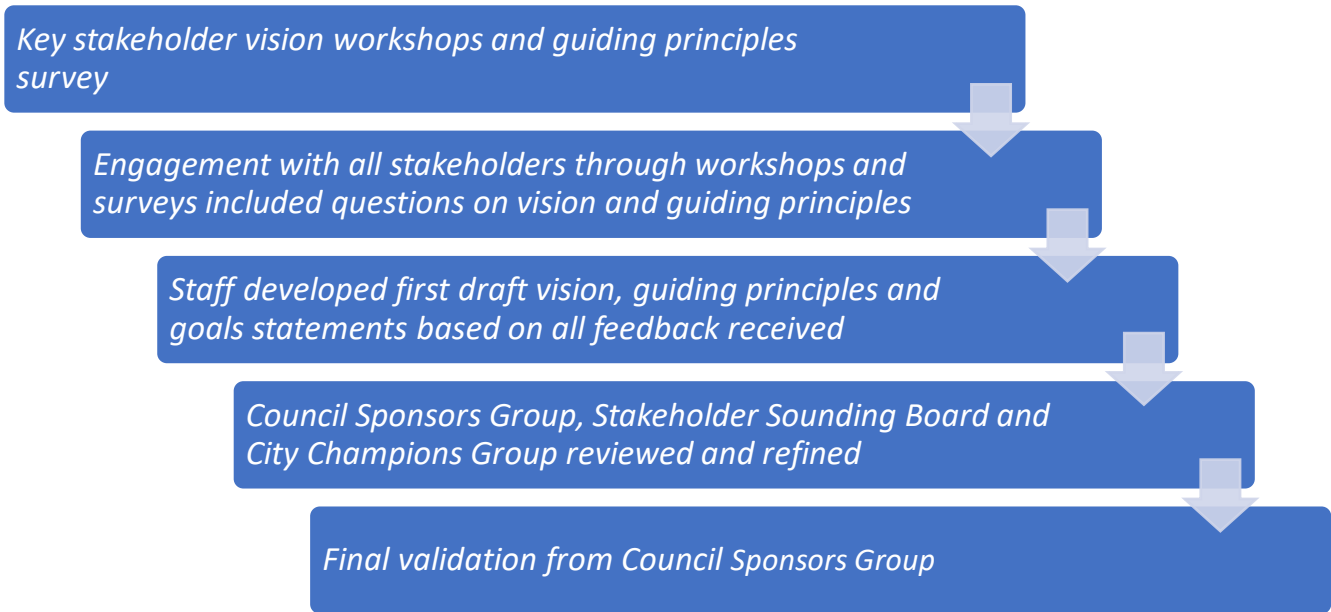 Key stakeholder vision workshops and guiding principles
survey
Engagement with all stakeholders through workshops and
surveys included questions on vision and guiding principles
Staff developed first draft vision, guiding principles and
goals statements based on all feedback received
Council Sponsors Group, Stakeholder Sounding Board and
City Champions Group reviewed and refined
Final validation from Council Sponsors Group